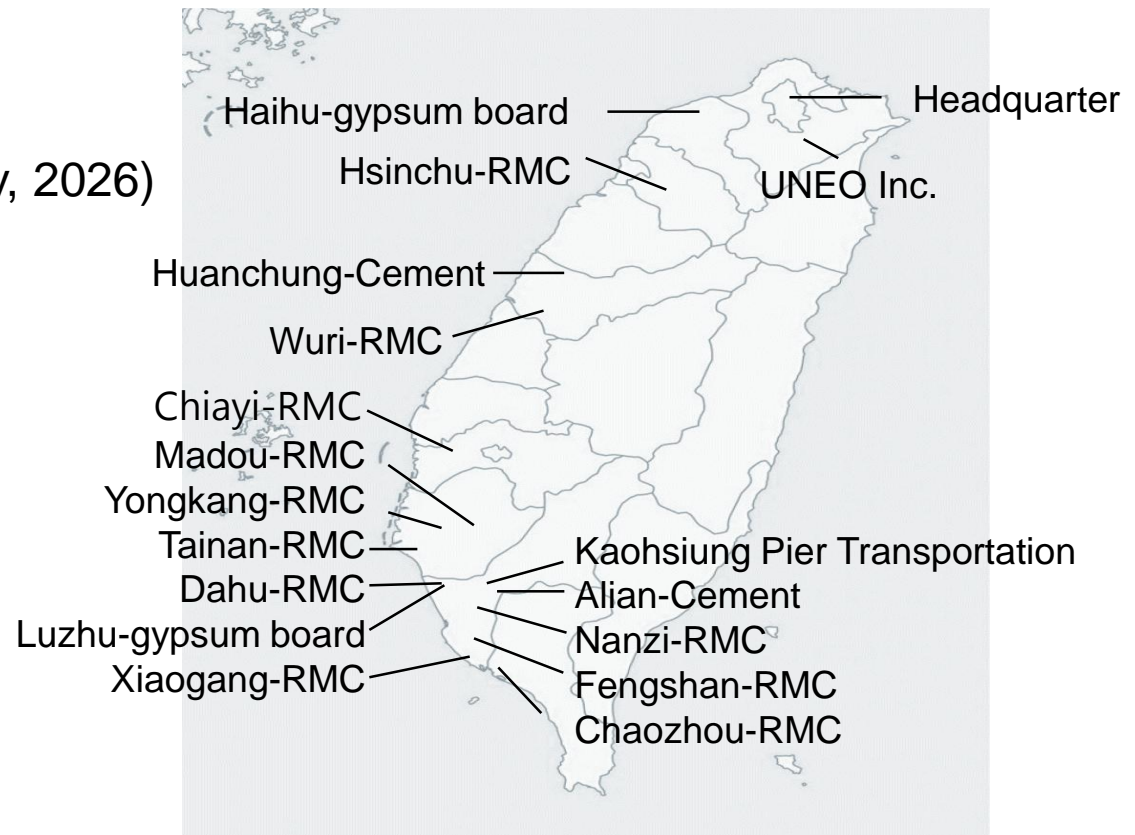 Headquarter
Haihu-gypsum board
, 2026)
Hsinchu-RMC
UNEO Inc.
Huanchung-Cement
Wuri-RMC
Chiayi-RMC
Madou-RMC
Yongkang-RMC
Tainan-RMC
Dahu-RMC
Luzhu-gypsum board
Xiaogang-RMC
Kaohsiung Pier Transportation
Alian-Cement
Nanzi-RMC
Fengshan-RMC
Chaozhou-RMC